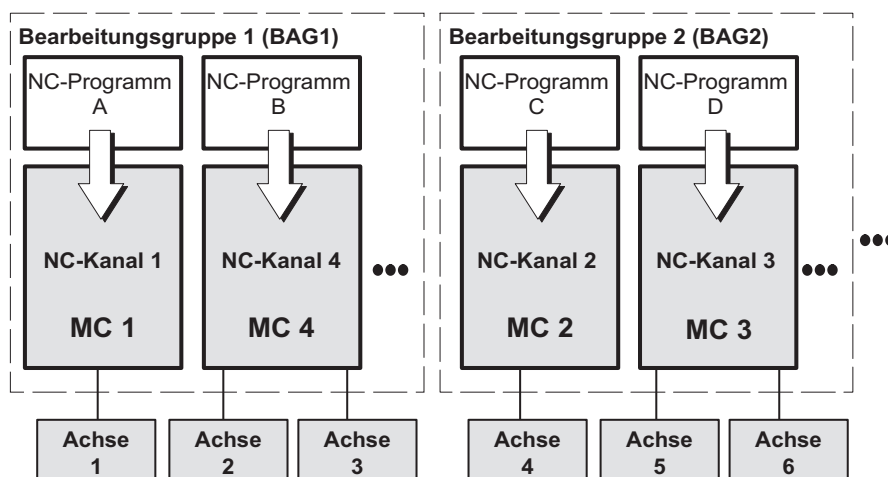 Bearbeitungsgruppe 1 (BAG1)
NC-Programm
A
NC-Programm
B
NC-Kanal 1
MC 1
NC-Kanal 4
MC 4
Achse
1
Achse
2
Achse
3
Bearbeitungsgruppe 2 (BAG2)
NC-Programm
C
NC-Programm
D
NC-Kanal 2
MC 2
NC-Kanal 3
MC 3
Achse
4
Achse
5
Achse
6